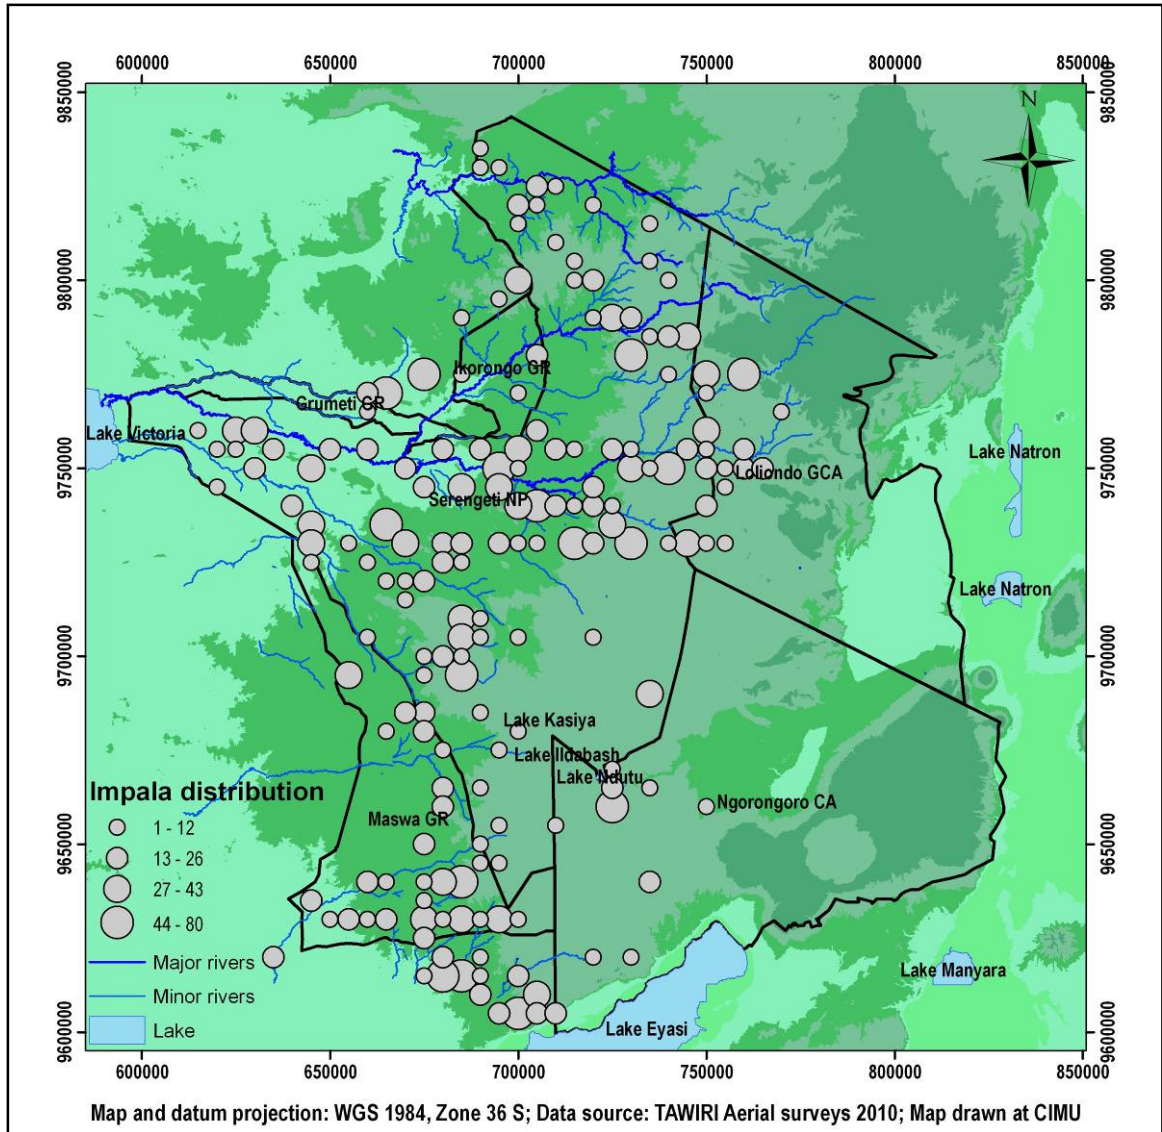 600000 650000 700000 750000 800000 850000
9850000 9850000
N
9800000 9800000
Ikorongo GR
Grumeti GR
Lake Victoria
Lake Natron
9750000 9750000
Loliondo GCA
Serengeti NP
Lake Natron
9700000 9700000
Lake Kasiya
Lake Ildabash
Lake Ndutu
Impala distribution
Ngorongoro CA
Maswa GR
1 - 12
9650000 9650000
13 - 26
27 - 43
44 - 80
Major rivers
Lake Manyara
Minor rivers
Lake
Lake Eyasi
9600000 9600000
600000 650000 700000 750000 800000 850000
Map and datum projection: WGS 1984, Zone 36 S; Data source: TAWIRI Aerial surveys 2010; Map drawn at CIMU